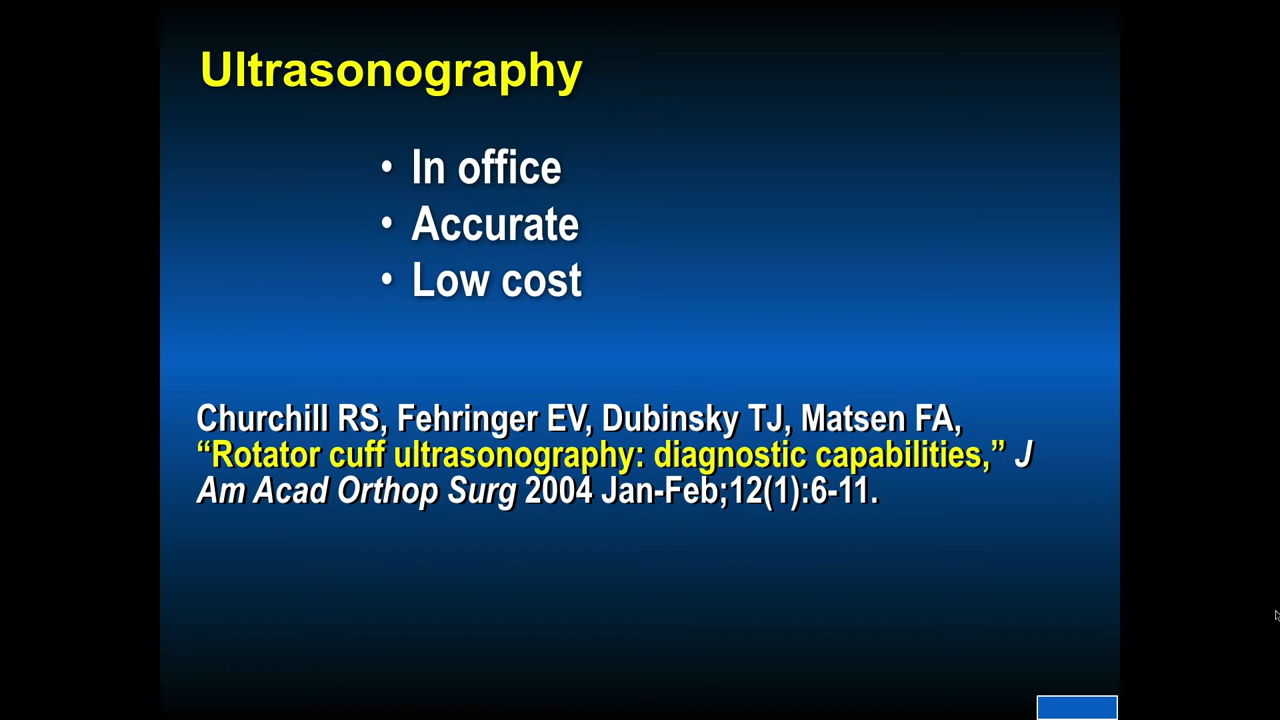 Ultrasonography
• In office
• Accurate
• Low cost
Churchill RS, Fehringer EV, Dubinsky TJ, Matsen FA,
“Rotator cuff ultrasonography: diagnostic capabilities,” J
Am Acad Orthop Surg 2004 Jan-Feb;12(1):6-11.